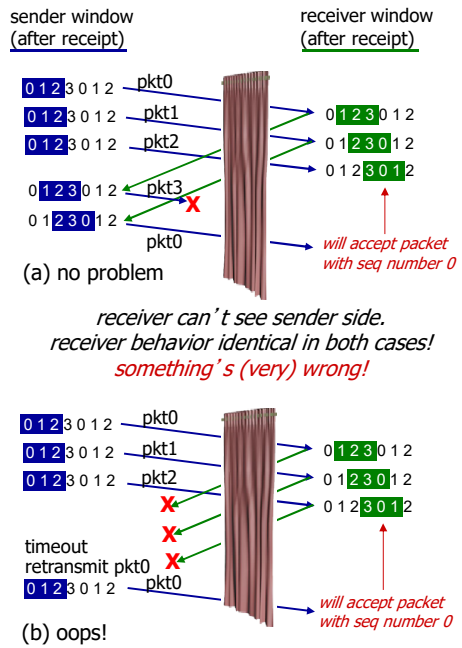 sender window
(after receipt)
receiver window
(after receipt)
0 1 2 3 0 1 2 pkt0
0 1 2 3 0 1 2 pkt1
0 1 2 3 0 1 2 pkt2
0 1 2 3 0 1 2
0 1 2 3 0 1 2
0 1 2 3 0 1 2
0 1 2 3 0 1 2 pkt3
X
0 1 2 3 0 1 2
pkt0
will accept packet
with seq number 0
(a) no problem
receiver can't see sender side.
receiver behavior identical in both cases!
something's (very) wrong!
0 1 2 3 0 1 2 pkt0
0 1 2 3 0 1 2 pkt1
0 1 2 3 0 1 2 pkt2
0 1 2 3 0 1 2
0 1 2 3 0 1 2
0 1 2 3 0 1 2
X
X
X
timeout
retransmit pkt0
0 1 2 3 0 1 2 pkt0
will accept packet
with seq number 0
(b) oops!